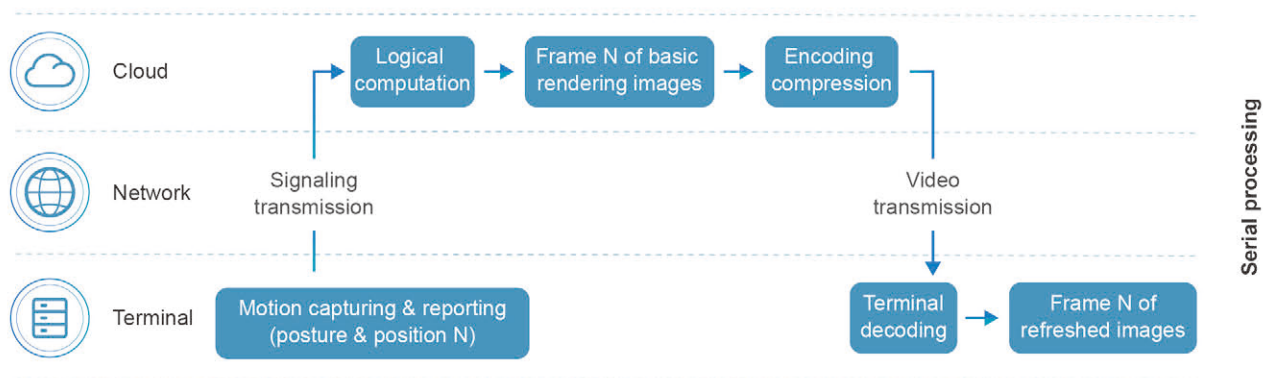 Cloud
Logical
computation
Frame N of basic
rendering images
Encoding
compression
Network
Signaling
transmission
Video
transmission
Terminal
Motion capturing & reporting
(posture & position N)
Terminal
decoding
Frame N of
refreshed images
Serial processing